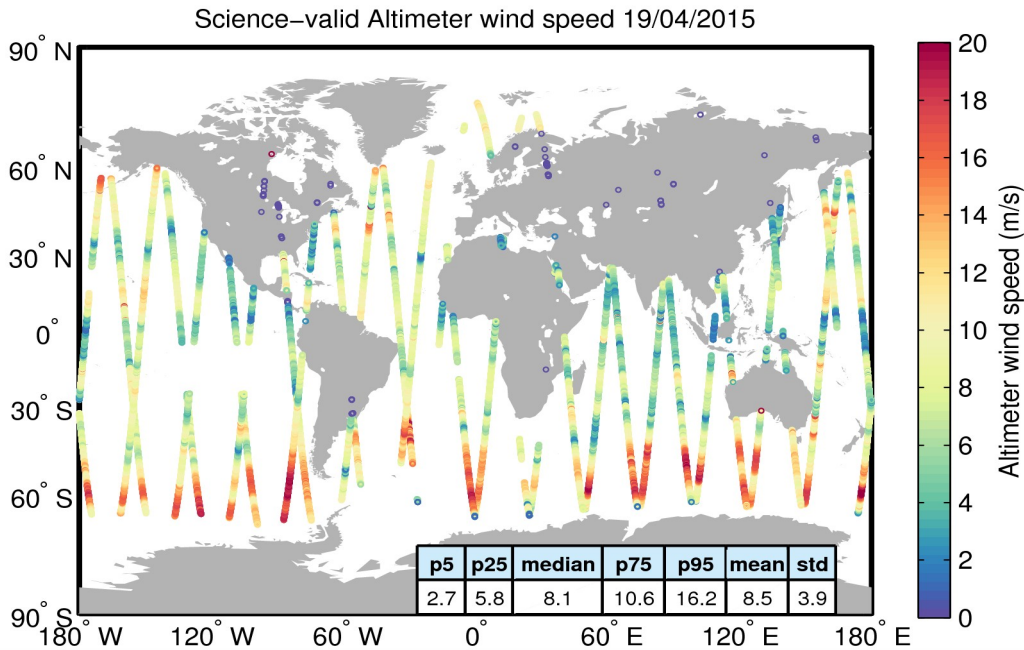 Science−valid Altimeter wind speed 19/04/2015
90° N
60° N
30° N
0°
30° S
60° S
90° S
180° W
120° W
60° W
0°
60° E
120° E
180° E
p5 p25 median p75 p95 mean std
2.7 5.8 8.1 10.6 16.2 8.5 3.9
20
18
16
14
12
10
8
6
4
2
0
Altimeter wind speed (m/s)